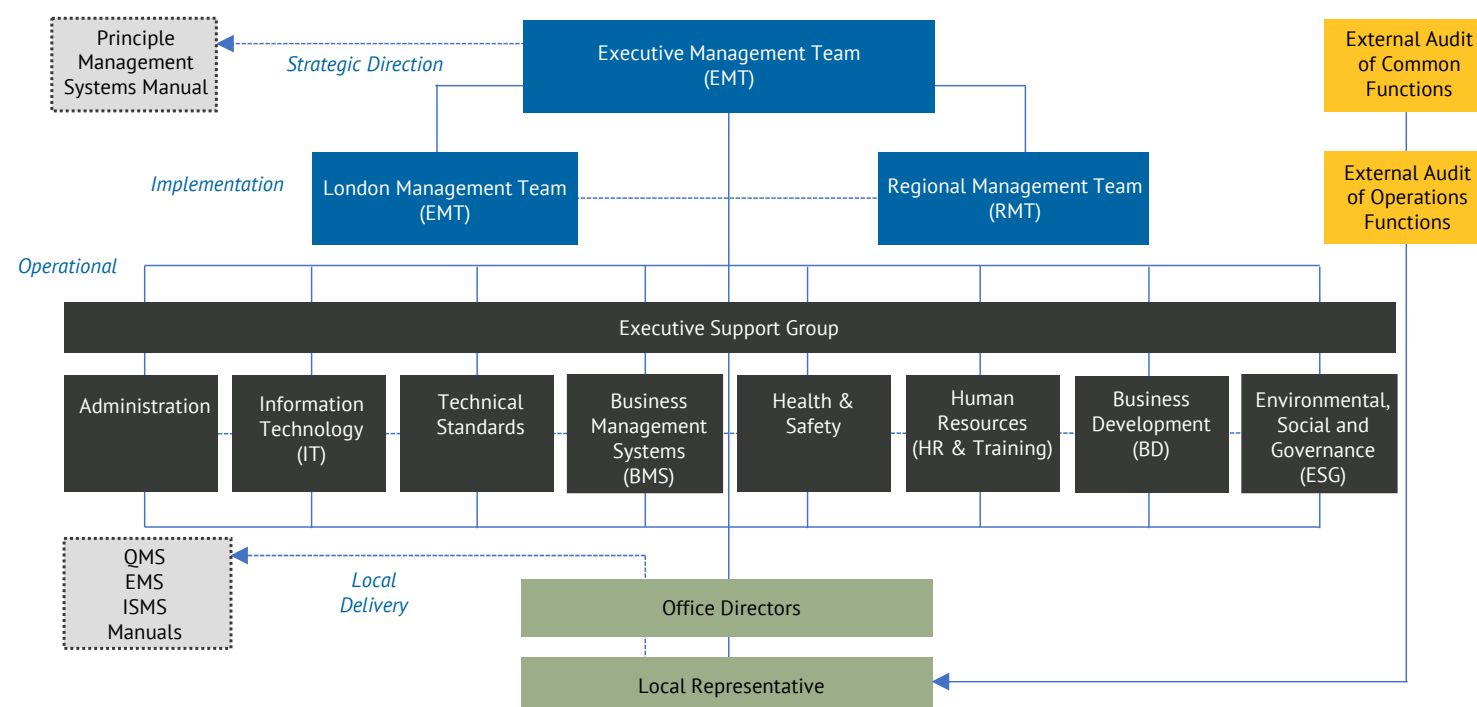 Principle
Management
Systems Manual
Strategic Direction
Executive Management Team
(EMT)
External Audit
of Common
Functions
Implementation
London Management Team
(EMT)
Regional Management Team
(RMT)
External Audit
of Operations
Functions
Operational
Executive Support Group
Administration
Information
Technology
(IT)
Technical
Standards
Business
Management
Systems
(BMS)
Health &
Safety
Human
Resources
(HR & Training)
Business
Development
(BD)
Environmental,
Social and
Governance
(ESG)
QMS
EMS
ISMS
Manuals
Local
Delivery
Office Directors
Local Representative